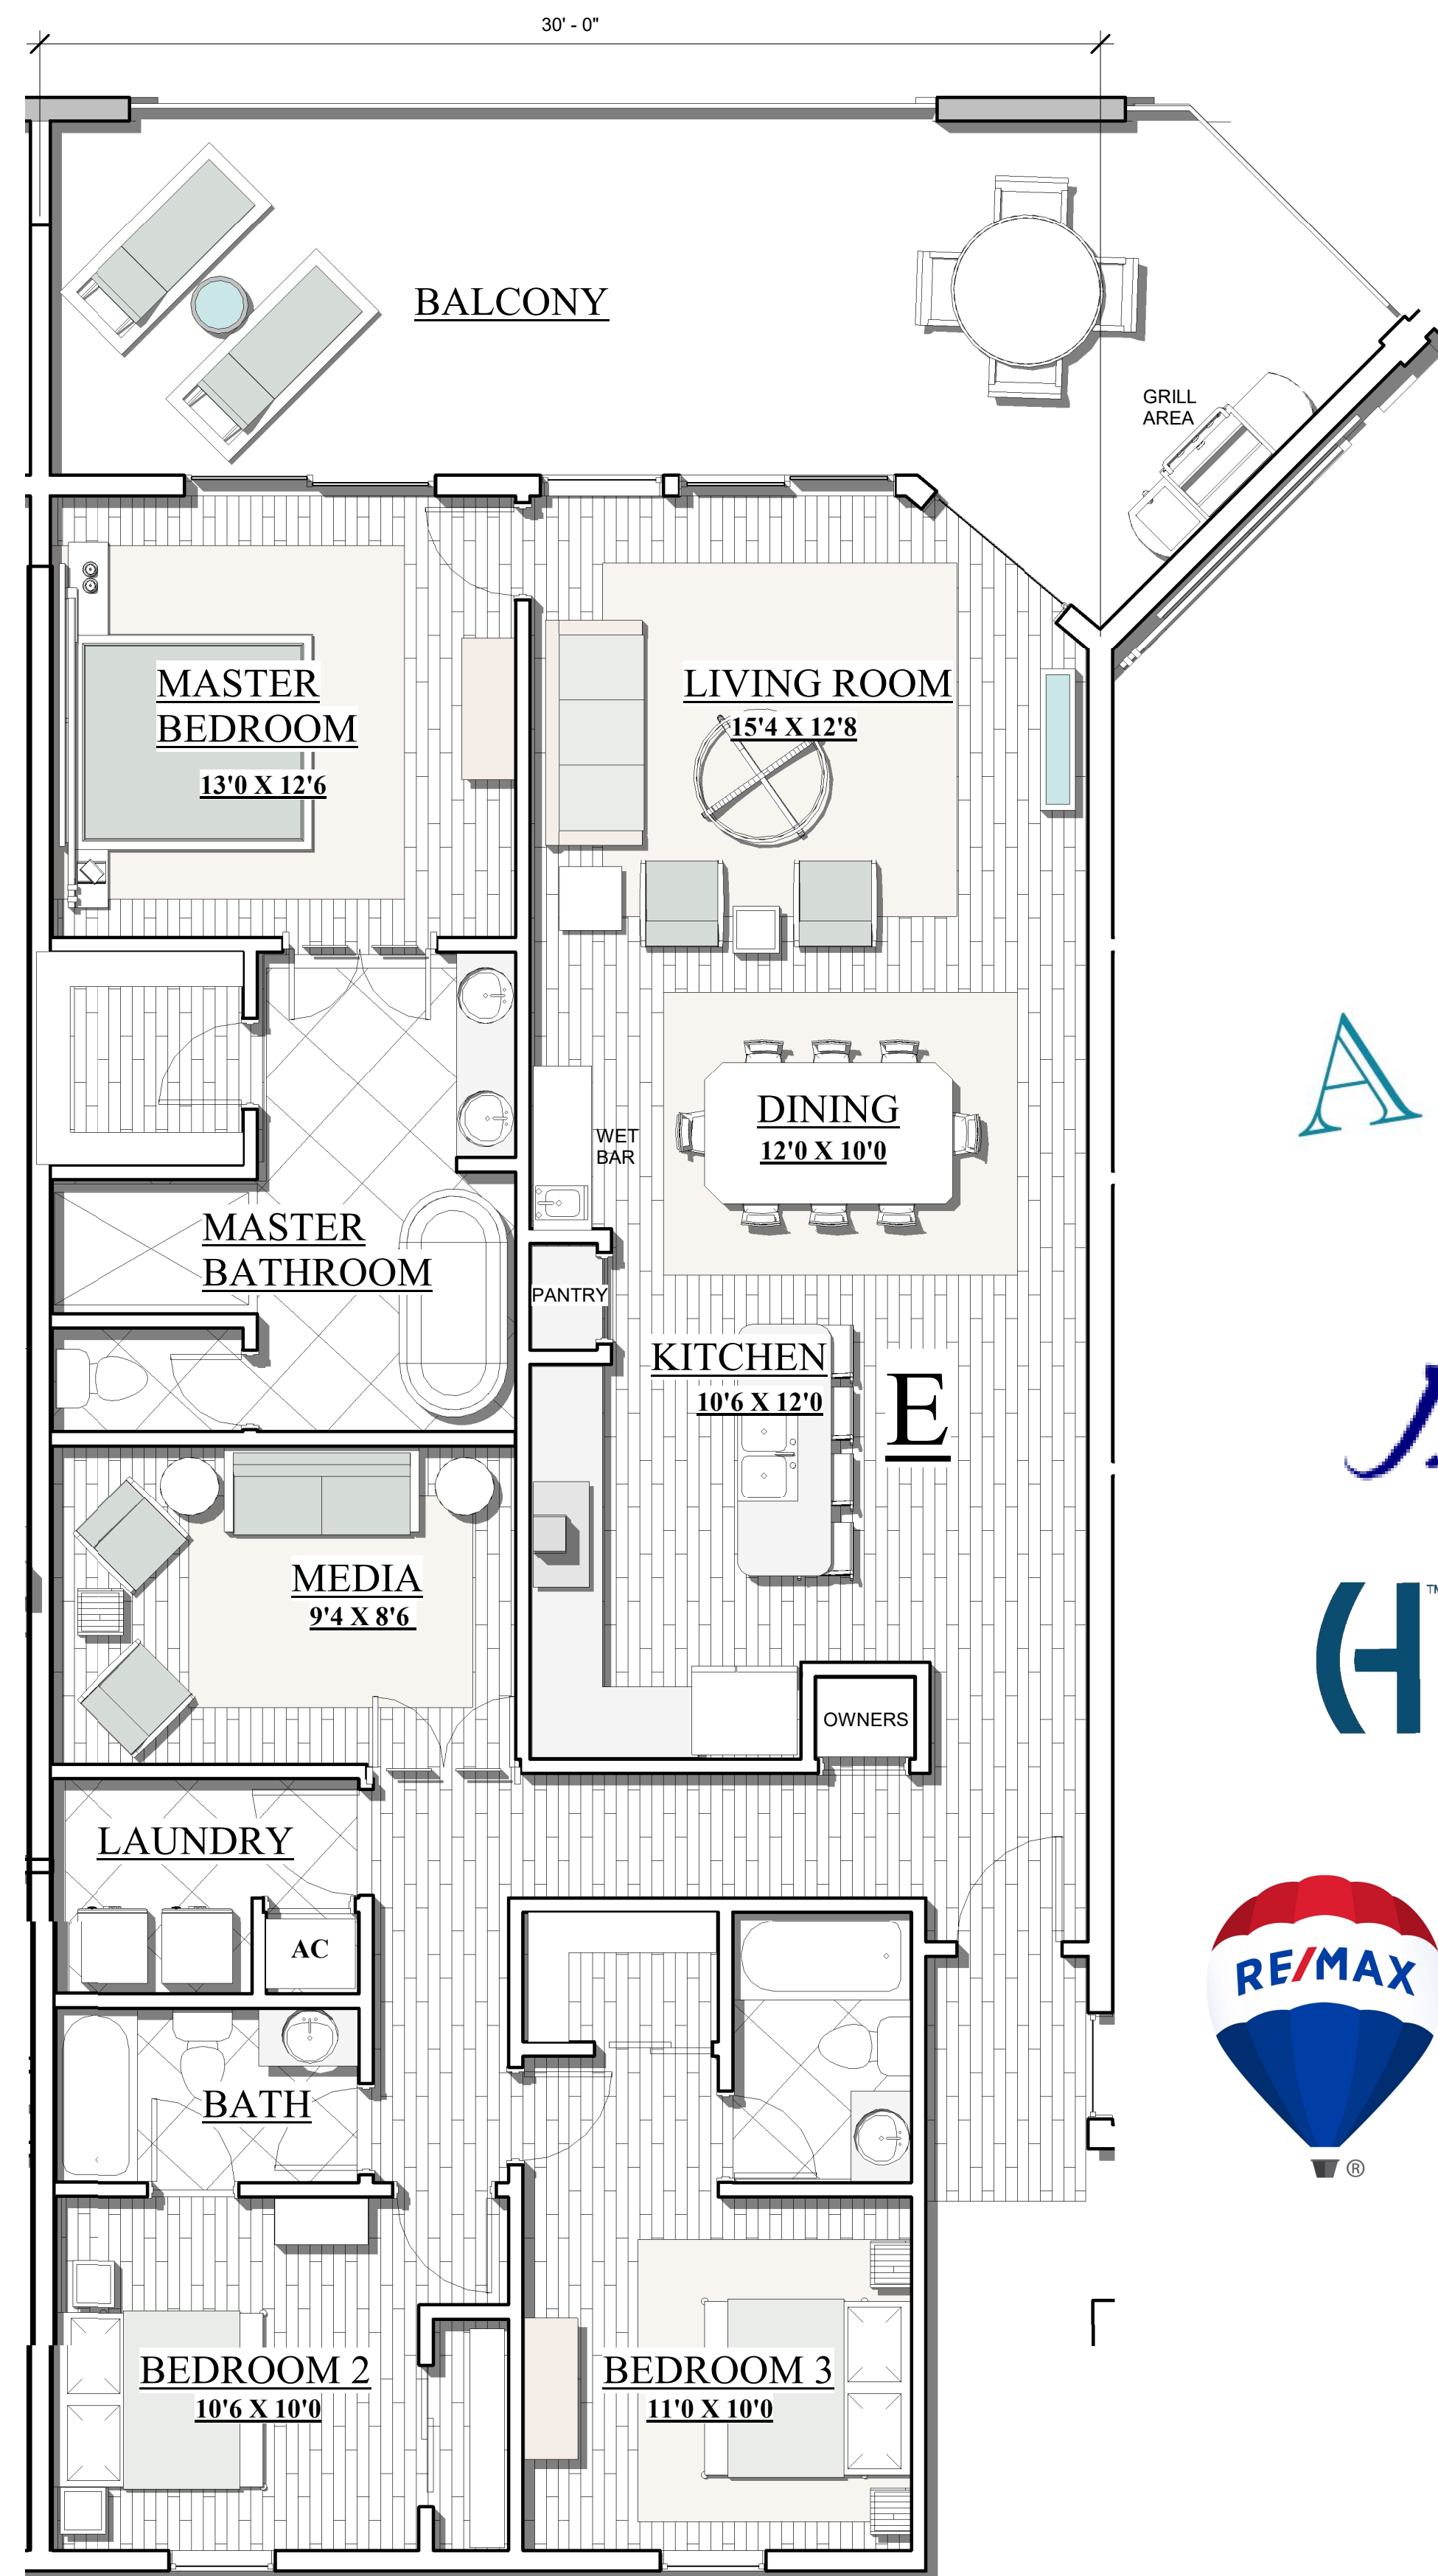 30' - 0"
BALCONY
GRILL
AREA
MASTER
BEDROOM
13'0 X 12'6
LIVING ROOM
15'4 X 12'8
A
DINING
12'0 X 10'0
WET
BAR
MASTER
BATHROOM
PANTRY
KITCHEN
10'6 X 12'0
E
MEDIA
9'4 X 8'6
H
TM
OWNERS
LAUNDRY
AC
RE/MAX
®
BATH
BEDROOM 2
10'6 X 10'0
BEDROOM 3
11'0 X 10'0